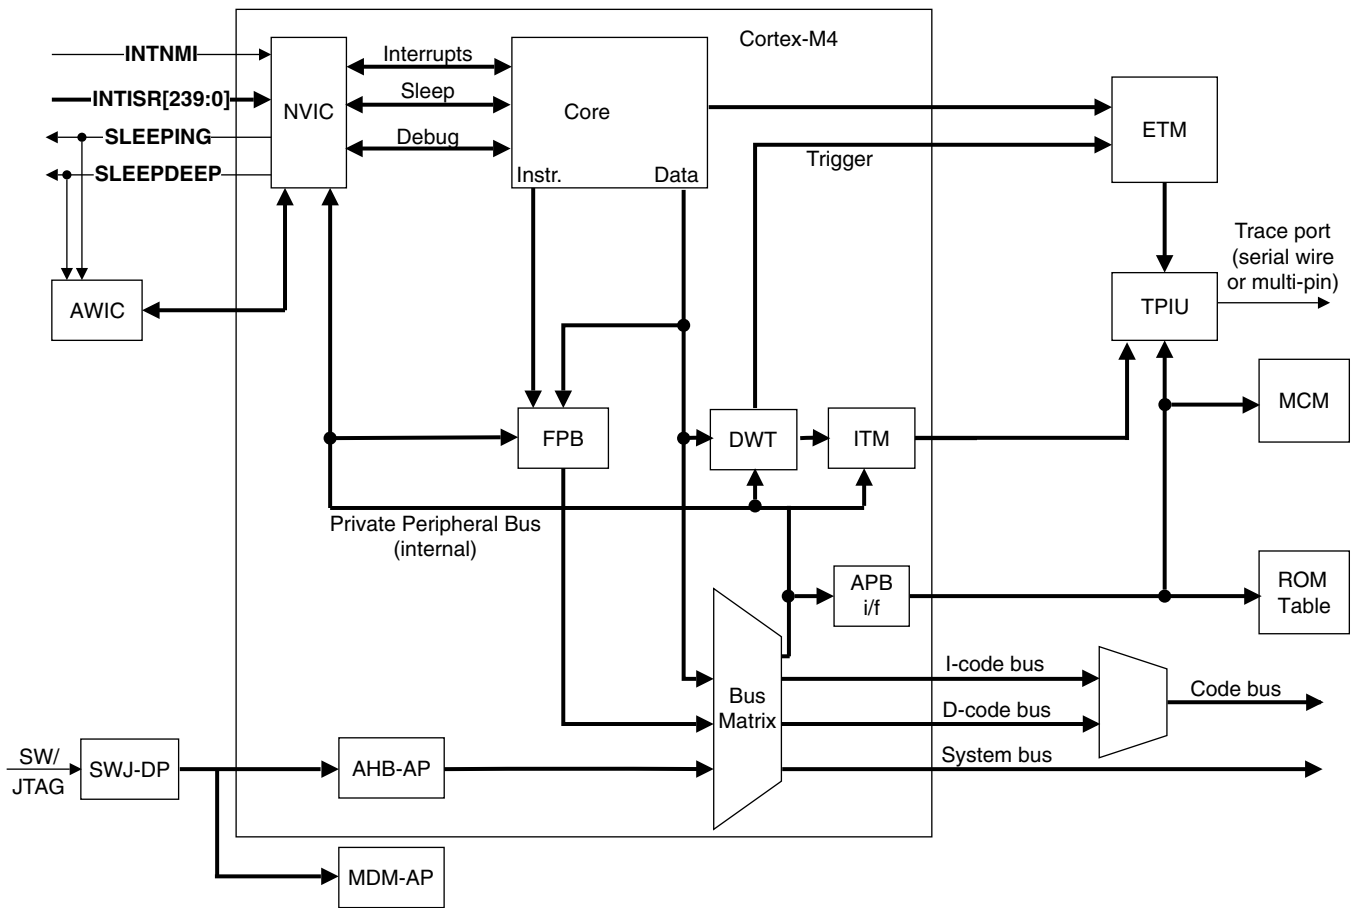 Cortex-M4
INTNMI
INTISR[239:0]
SLEEPING
SLEEPDEEP
NVIC
Interrupts
Sleep
Debug
Core
Instr.
Data
ETM
Trigger
Trace port
(serial wire
or multi-pin)
AWIC
TPIU
MCM
FPB
DWT
ITM
Private Peripheral Bus
(internal)
APB
i/f
ROM
Table
I-code bus
Bus
Matrix
D-code bus
Code bus
System bus
SW/
JTAG
SWJ-DP
AHB-AP
MDM-AP